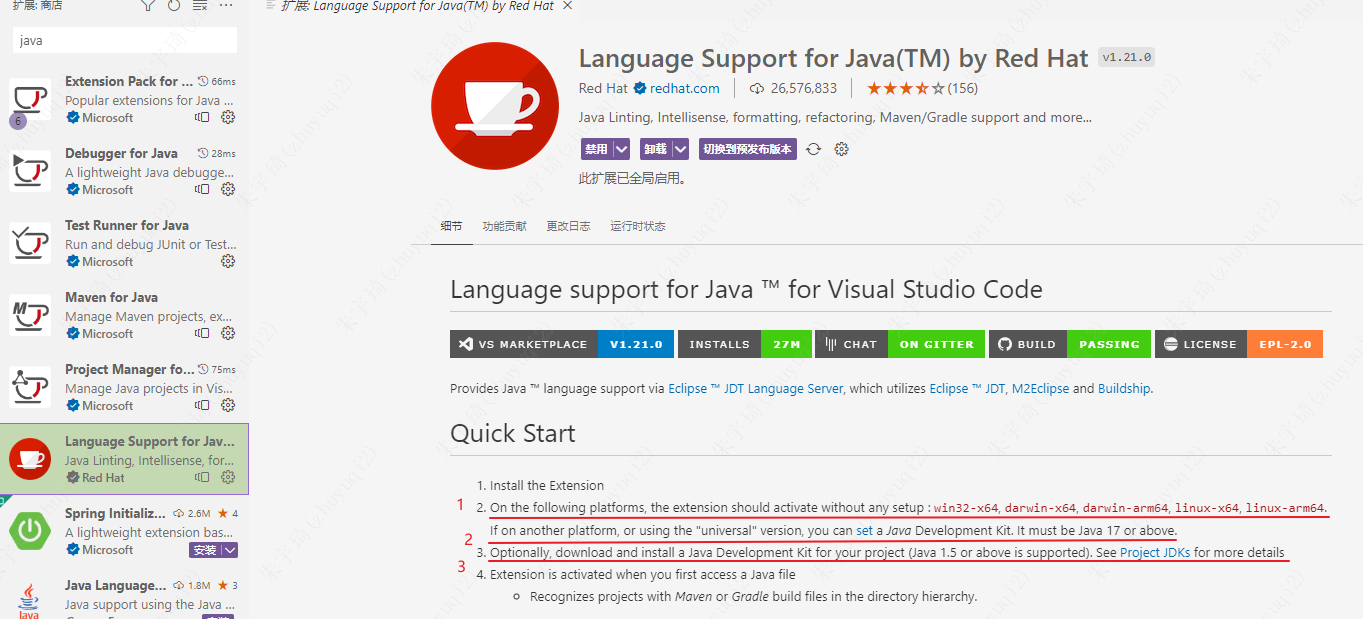 扩展: 商店
扩展: Language Support for Java(TM) by Red Hat
java
Extension Pack for ... 66ms
Popular extensions for Java ...
Microsoft
6
Debugger for Java 28ms
A lightweight Java debugge...
Microsoft
Test Runner for Java
Run and debug JUnit or Test...
Microsoft
Maven for Java
Manage Maven projects, ex...
Microsoft
Project Manager fo... 75ms
Manage Java projects in Vis...
Microsoft
Language Support for Jav...
Java Linting, Intellisense, for...
Red Hat
Spring Initializ... 2.6M 4
A lightweight extension bas...
Microsoft 安装
Java Language... 1.8M 3
Java support using the Java ...
Language Support for Java(TM) by Red Hat v1.21.0
Red Hat redhat.com 26,576,833 (156)
Java Linting, Intellisense, formatting, refactoring, Maven/Gradle support and more...
禁用 卸载 切换到预发布版本
此扩展已全局启用。
细节 功能贡献 更改日志 运行时状态
Language support for Java ™ for Visual Studio Code
VS MARKETPLACE V1.21.0 INSTALLS 27M CHAT ON GITTER BUILD PASSING LICENSE EPL-2.0
Provides Java ™ language support via Eclipse ™ JDT Language Server, which utilizes Eclipse ™ JDT, M2Eclipse and Buildship.
Quick Start
1. Install the Extension
1 2. On the following platforms, the extension should activate without any setup : win32-x64, darwin-x64, darwin-arm64, linux-x64, linux-arm64.
If on another platform, or using the "universal" version, you can set a Java Development Kit. It must be Java 17 or above.
2 3. Optionally, download and install a Java Development Kit for your project (Java 1.5 or above is supported). See Project JDKs for more details
3 4. Extension is activated when you first access a Java file
Recognizes projects with Maven or Gradle build files in the directory hierarchy.